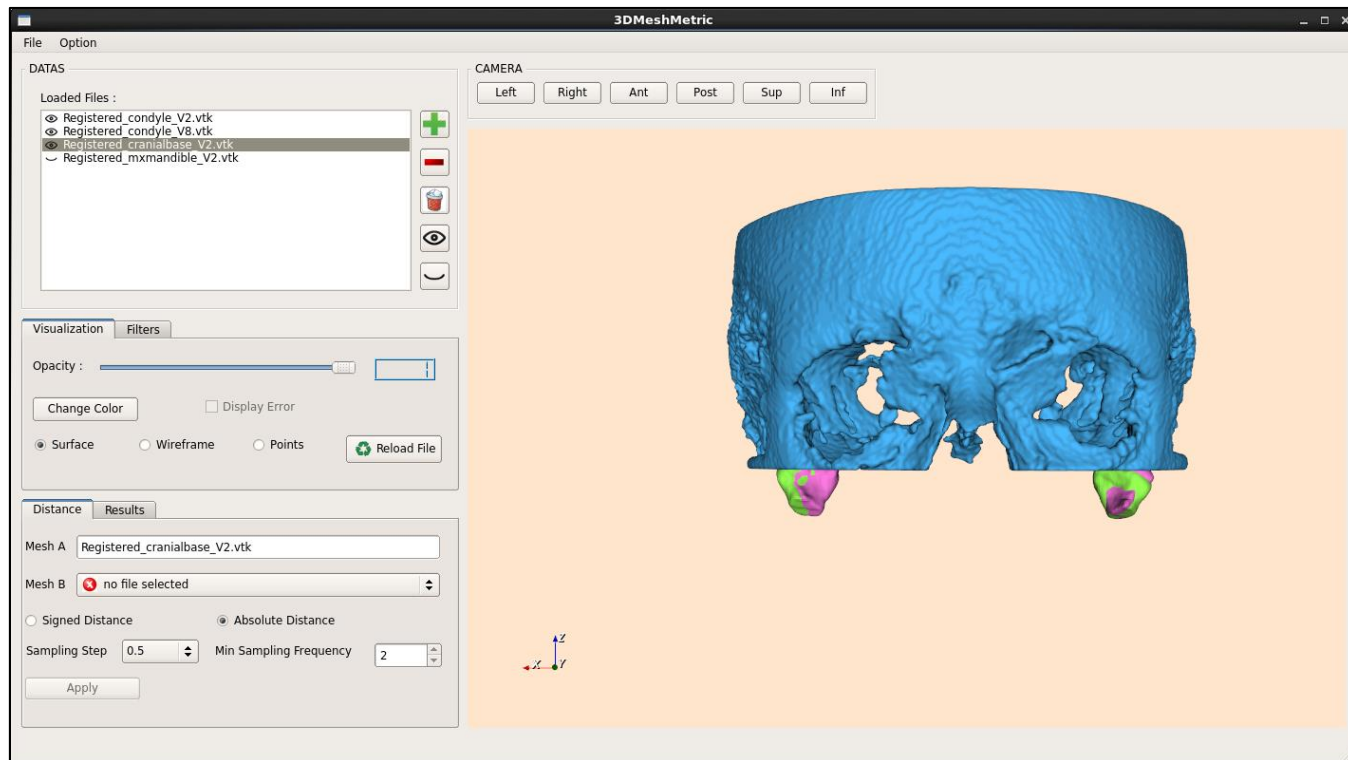 3DMeshMetric
File Option
DATAS
Loaded Files :
Registered_condyle_V2.vtk
Registered_condyle_V8.vtk
Registered_cranialbase_V2.vtk
Registered_mxmandible_V2.vtk
CAMERA
Left Right Ant Post Sup Inf
Visualization Filters
Opacity :
Change Color Display Error
Surface Wireframe Points Reload File
Distance Results
Mesh A Registered_cranialbase_V2.vtk
Mesh B no file selected
Signed Distance Absolute Distance
Sampling Step 0.5 Min Sampling Frequency 2
Apply
Z
X Y